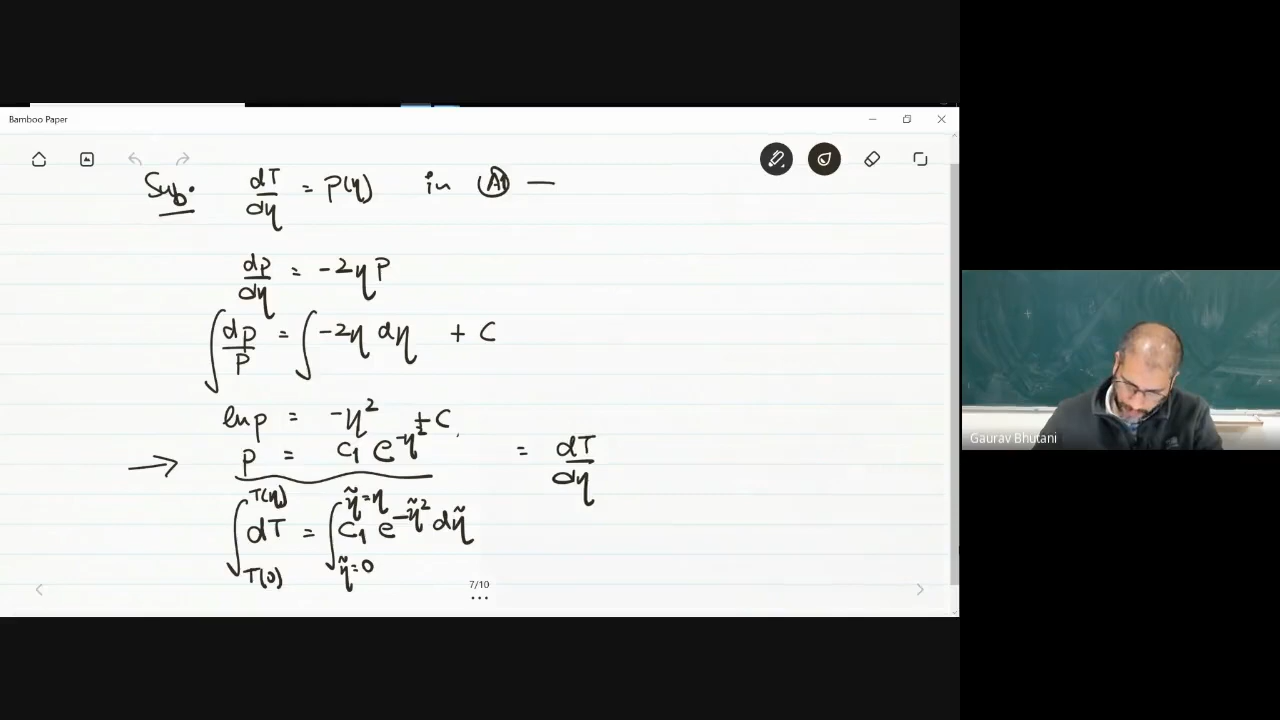 Bamboo Paper
Sub. dT/dη = P(η) in (A1) —
dp/dη = -2ηP
∫ dp/P = ∫ -2η dη + C
ln p = -η² + C
→ p = C₁ e^(-η²) = dT/dη
∫_{T(0)}^{T(η)} dT = ∫_{η̃=0}^{η̃=η} C₁ e^(-η̃²) dη̃
7/10
Gaurav Bhutani